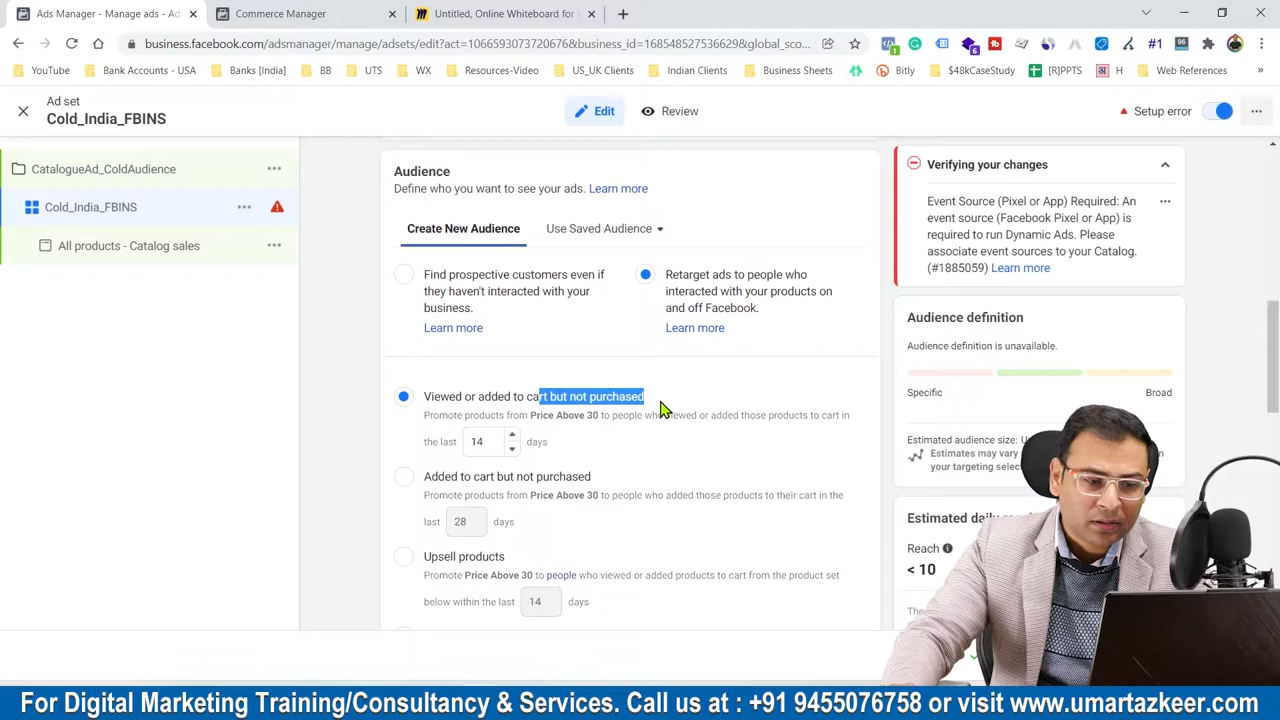 Ads Manager - Manage ads - Ad
Commerce Manager
Untitled, Online Whiteboard for
business.facebook.com
manage/adsets/edit?act=
business_id=
&global_sco...
YouTube
Bank Accounts - USA
Banks [India]
BR
UTS
WX
Resources-Video
US_UK Clients
Indian Clients
Business Sheets
Bitly
$48kCaseStudy
[R]PPTS
H
Web References
Ad set
Cold_India_FBINS
Edit
Review
Setup error
CatalogueAd_ColdAudience
Cold_India_FBINS
All products - Catalog sales
Audience
Define who you want to see your ads. Learn more
Create New Audience
Use Saved Audience
Find prospective customers even if
they haven't interacted with your
business.
Learn more
Retarget ads to people who
interacted with your products on
and off Facebook.
Learn more
Viewed or added to cart but not purchased
Promote products from Price Above 30 to people who viewed or added those products to cart in
the last 14 days
Added to cart but not purchased
Promote products from Price Above 30 to people who added those products to their cart in the
last 28 days
Upsell products
Promote Price Above 30 to people who viewed or added products to cart from the product set
below within the last 14 days
Verifying your changes
Event Source (Pixel or App) Required: An
event source (Facebook Pixel or App) is
required to run Dynamic Ads. Please
associate event sources to your Catalog.
(#1885059) Learn more
Audience definition
Audience definition is unavailable.
Specific
Broad
Estimated audience size:
Estimates may vary
your targeting selec
Estimated daily
Reach
< 10
The
For Digital Marketing Training/Consultancy & Services. Call us at : +91 9455076758 or visit www.umartazkeer.com